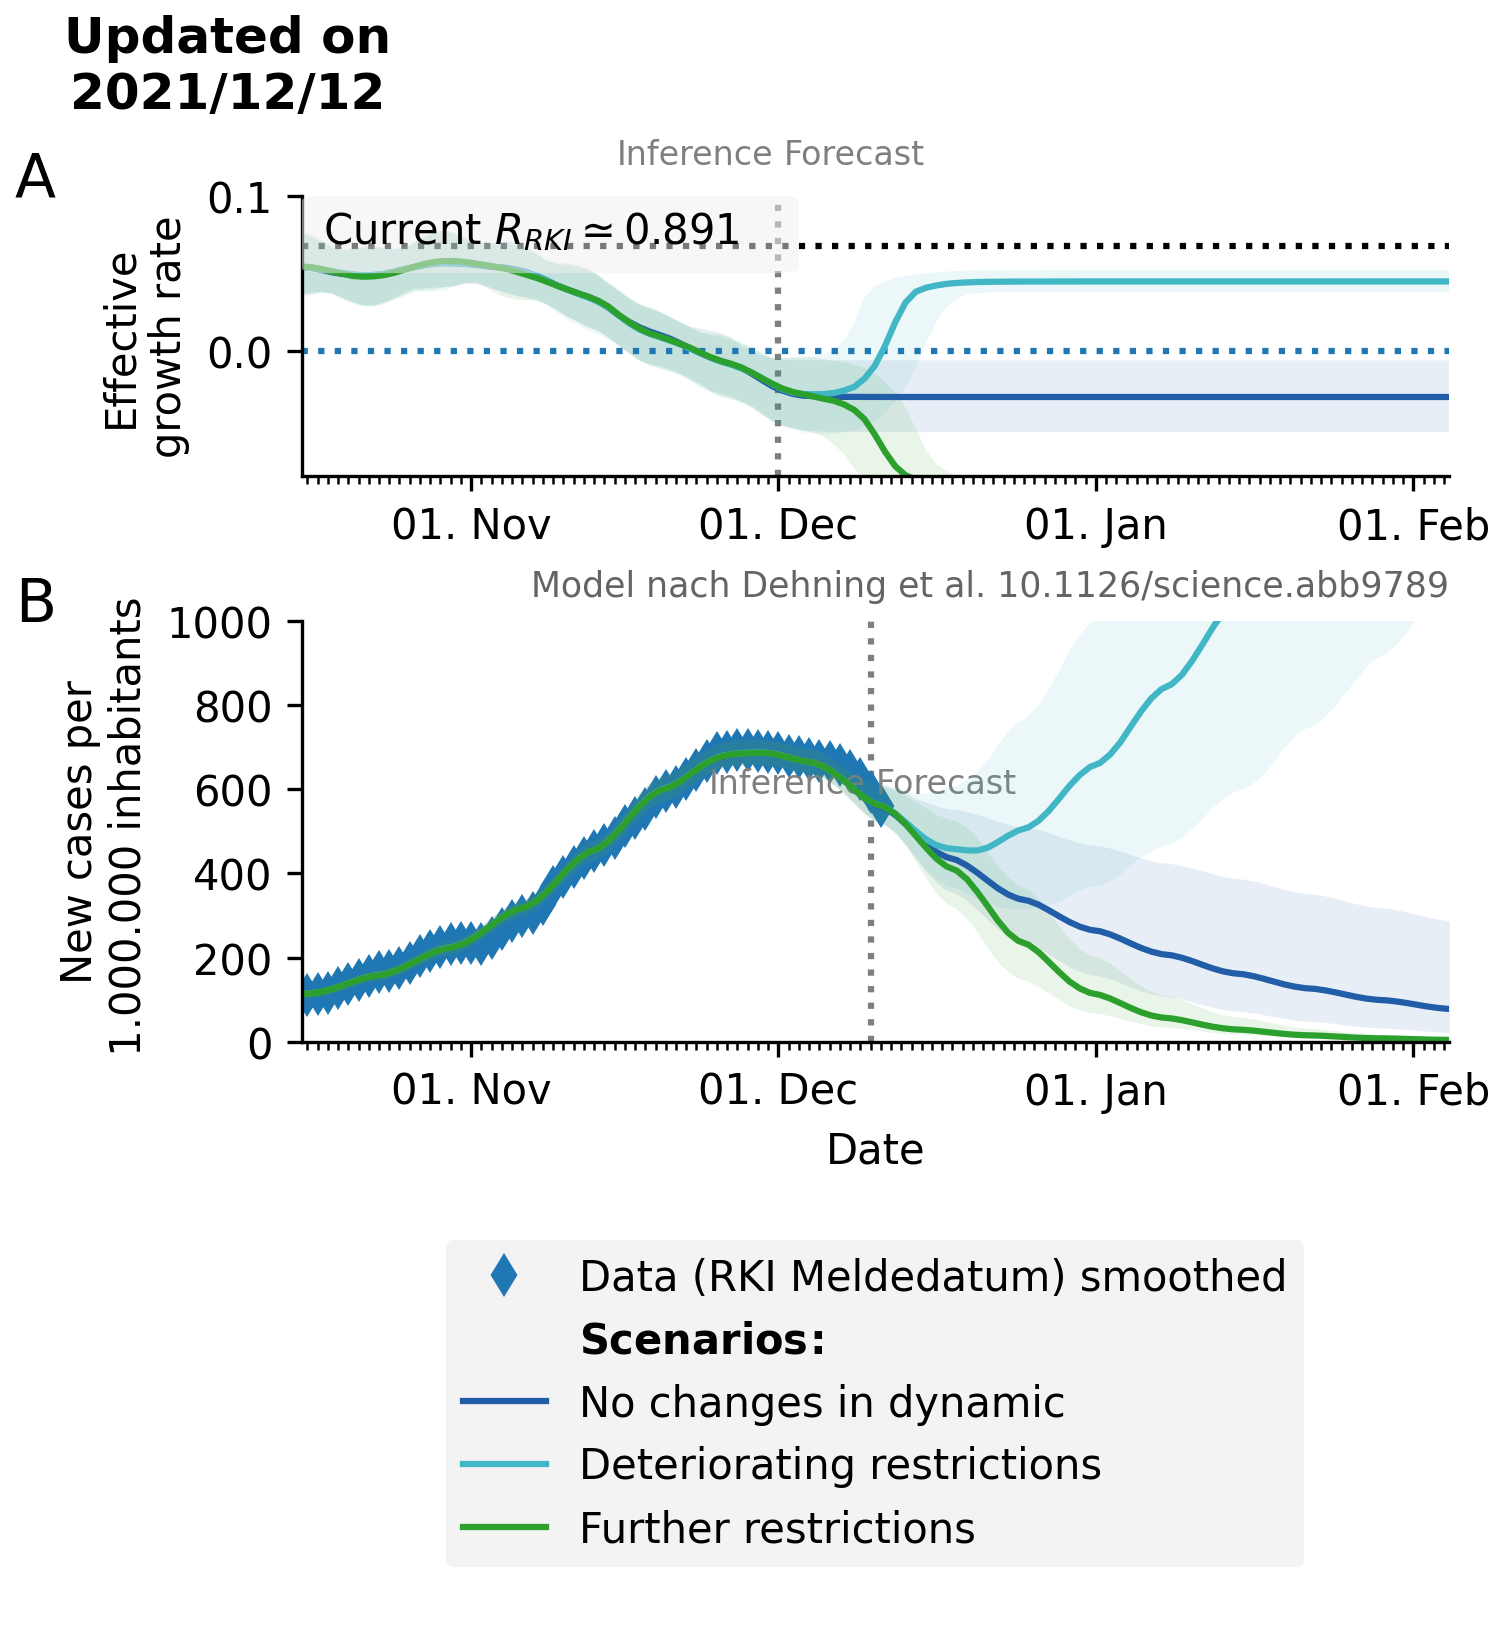 Updated on
2021/12/12
A
Inference Forecast
Effective
growth rate
0.1
0.0
Current R_RKI ≃ 0.891
01. Nov
01. Dec
01. Jan
01. Feb
Model nach Dehning et al. 10.1126/science.abb9789
B
New cases per
1.000.000 inhabitants
1000
800
600
400
200
0
Inference Forecast
01. Nov
01. Dec
01. Jan
01. Feb
Date
Data (RKI Meldedatum) smoothed
Scenarios:
No changes in dynamic
Deteriorating restrictions
Further restrictions